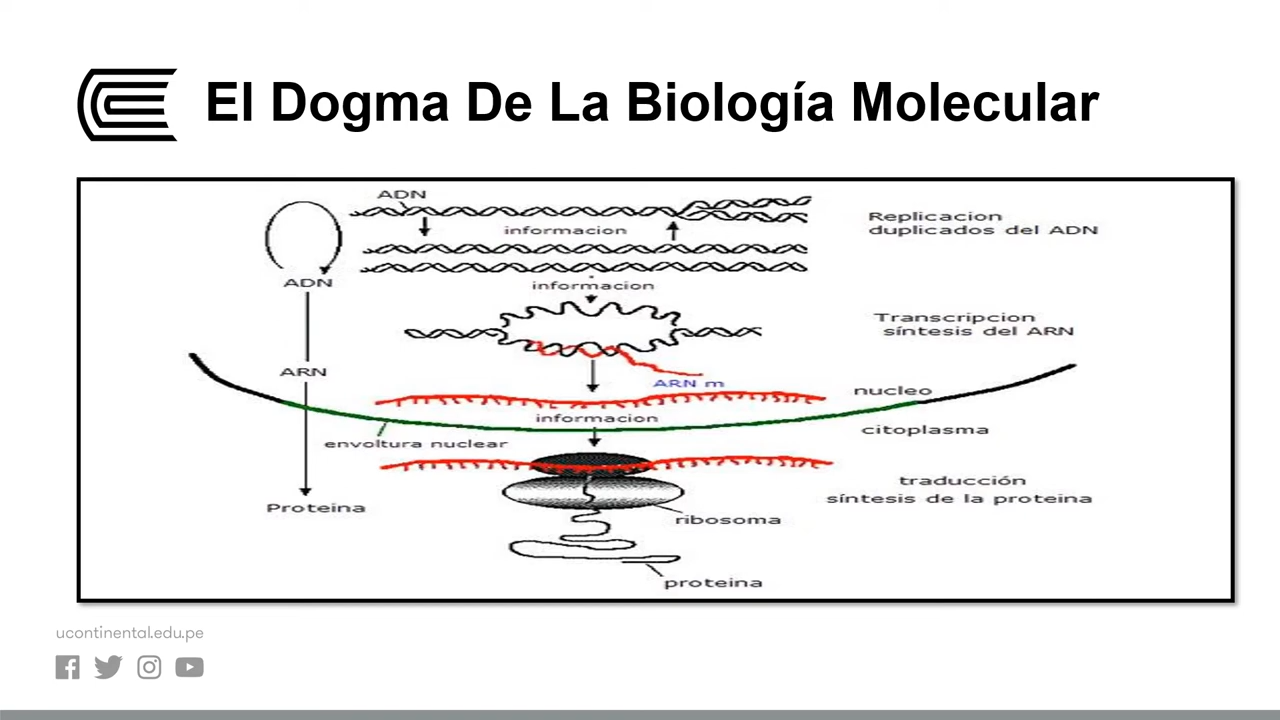 El Dogma De La Biología Molecular
ADN
informacion
Replicacion
duplicados del ADN
ADN
informacion
Transcripcion
síntesis del ARN
ARN
ARN m
nucleo
informacion
citoplasma
envoltura nuclear
traducción
síntesis de la proteina
Proteina
ribosoma
proteina
ucontinental.edu.pe